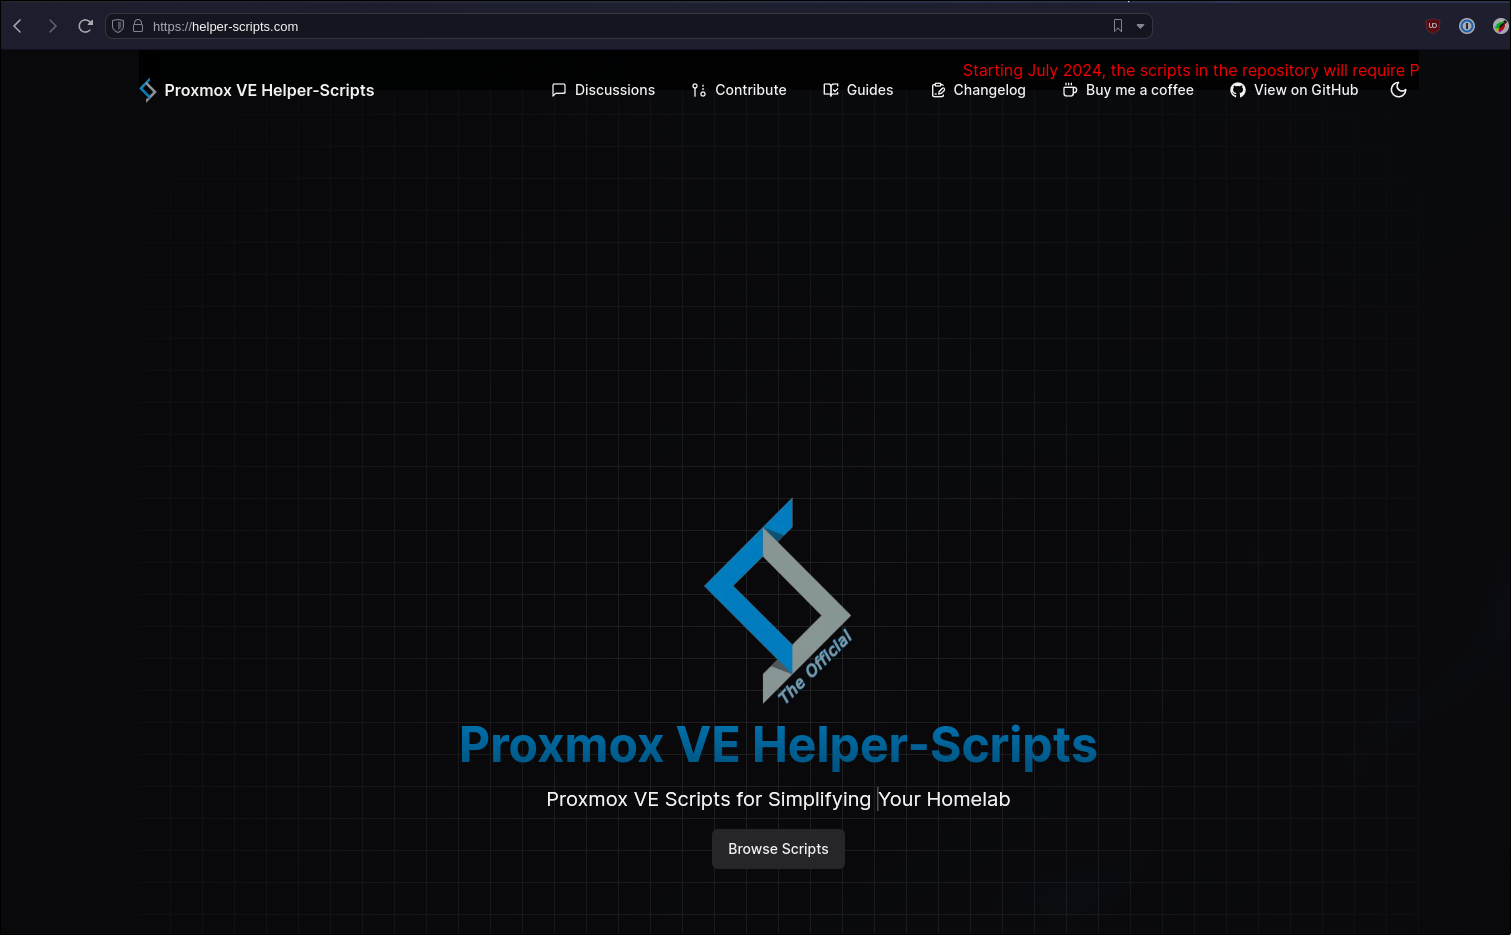 https://helper-scripts.com
Starting July 2024, the scripts in the repository will require P
Proxmox VE Helper-Scripts
Discussions
Contribute
Guides
Changelog
Buy me a coffee
View on GitHub
The Official
Proxmox VE Helper-Scripts
Proxmox VE Scripts for Simplifying Your Homelab
Browse Scripts